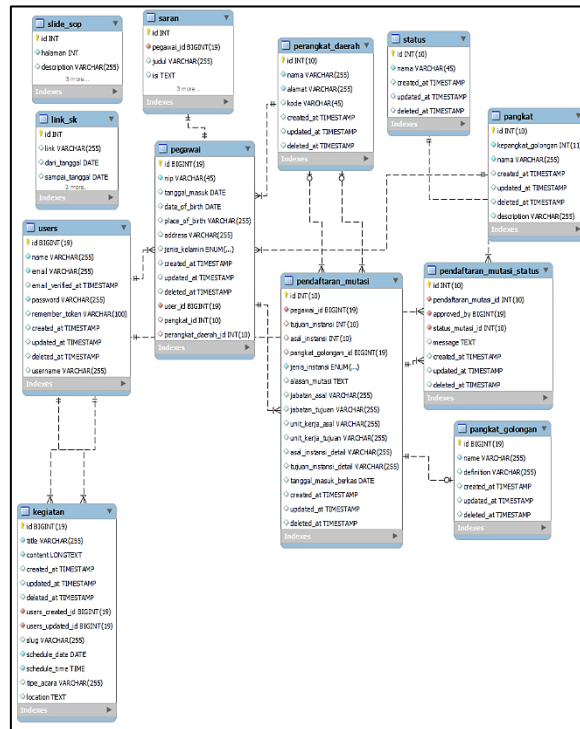 slide_sop
id INT
halaman INT
description VARCHAR(255)
3 more...
Indexes
saran
id INT
pegawai_id BIGINT(19)
judul VARCHAR(255)
isi TEXT
3 more...
Indexes
perangkat_daerah
id INT(10)
nama VARCHAR(255)
alamat VARCHAR(255)
kode VARCHAR(45)
created_at TIMESTAMP
updated_at TIMESTAMP
deleted_at TIMESTAMP
Indexes
status
id INT(10)
nama VARCHAR(45)
created_at TIMESTAMP
updated_at TIMESTAMP
deleted_at TIMESTAMP
Indexes
link_sk
id INT
link VARCHAR(255)
dari_tanggal DATE
sampai_tanggal DATE
Indexes
pegawai
id BIGINT(19)
nip VARCHAR(45)
tanggal_masuk DATE
date_of_birth DATE
place_of_birth VARCHAR(255)
address VARCHAR(255)
jenis_kelamin ENUM(...)
created_at TIMESTAMP
updated_at TIMESTAMP
deleted_at TIMESTAMP
user_id BIGINT(19)
pangkat_id INT(10)
perangkat_daerah_id INT(10)
Indexes
pangkat
id INT(10)
kepangkat_golongan INT(11)
nama VARCHAR(255)
created_at TIMESTAMP
updated_at TIMESTAMP
deleted_at TIMESTAMP
description VARCHAR(255)
Indexes
users
id BIGINT(19)
name VARCHAR(255)
email VARCHAR(255)
email_verified_at TIMESTAMP
password VARCHAR(255)
remember_token VARCHAR(100)
created_at TIMESTAMP
updated_at TIMESTAMP
deleted_at TIMESTAMP
username VARCHAR(255)
Indexes
pendaftaran_mutasi
id INT(10)
pegawai_id BIGINT(19)
tujuan_instansi INT(10)
asal_instansi INT(10)
pangkat_golongan_id BIGINT(19)
jenis_instansi ENUM(...)
alasan_mutasi TEXT
jabatan_asal VARCHAR(255)
jabatan_tujuan VARCHAR(255)
unit_kerja_asal VARCHAR(255)
unit_kerja_tujuan VARCHAR(255)
asal_instansi_detail VARCHAR(255)
tujuan_instansi_detail VARCHAR(255)
tanggal_masuk_berkas DATE
created_at TIMESTAMP
updated_at TIMESTAMP
deleted_at TIMESTAMP
Indexes
pendaftaran_mutasi_status
id INT(10)
pendaftaran_mutasi_id INT(10)
approved_by BIGINT(19)
status_mutasi_id INT(10)
message TEXT
created_at TIMESTAMP
updated_at TIMESTAMP
deleted_at TIMESTAMP
Indexes
pangkat_golongan
id BIGINT(19)
name VARCHAR(255)
definition VARCHAR(255)
created_at TIMESTAMP
updated_at TIMESTAMP
deleted_at TIMESTAMP
Indexes
kegiatan
id BIGINT(19)
title VARCHAR(255)
content LONGTEXT
created_at TIMESTAMP
updated_at TIMESTAMP
deleted_at TIMESTAMP
users_created_id BIGINT(19)
users_updated_id BIGINT(19)
slug VARCHAR(255)
schedule_date DATE
schedule_time TIME
tipe_acara VARCHAR(255)
location TEXT
Indexes